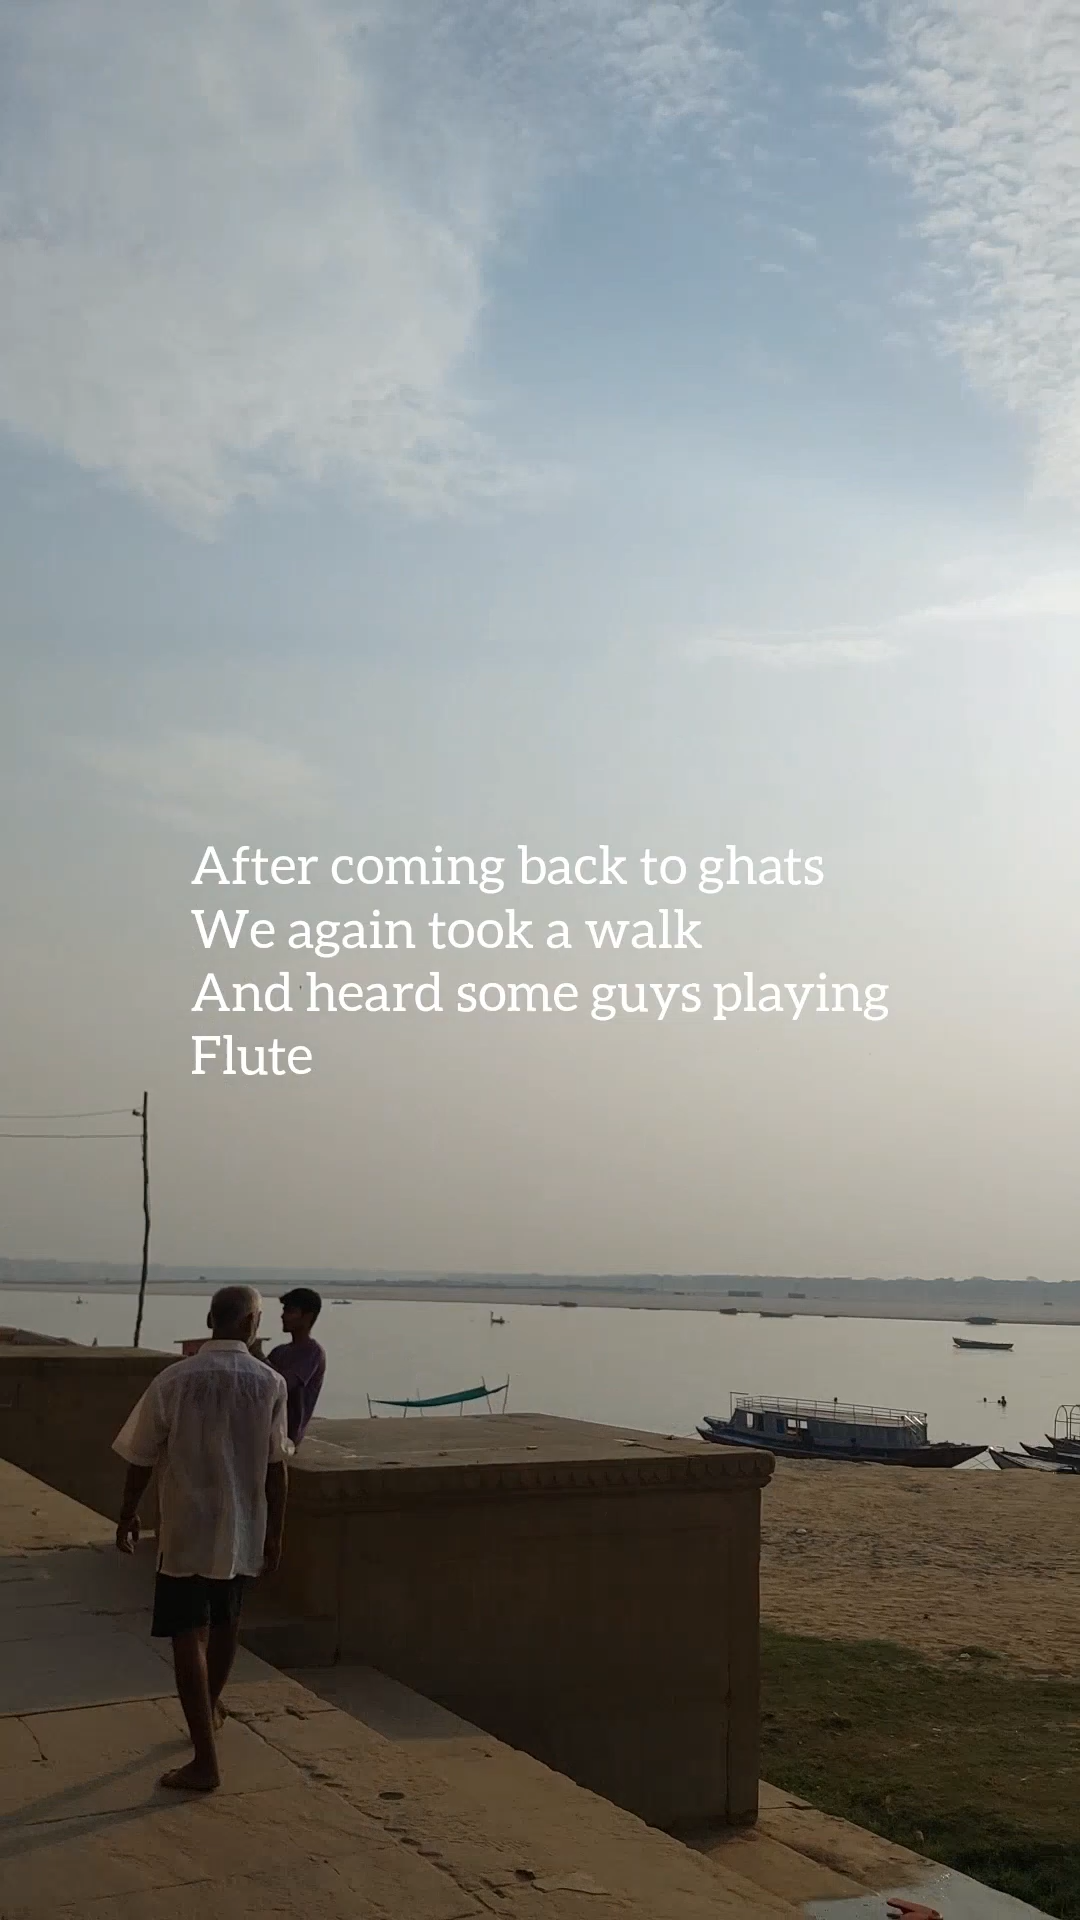 After coming back to ghats
We again took a walk
And heard some guys playing
Flute